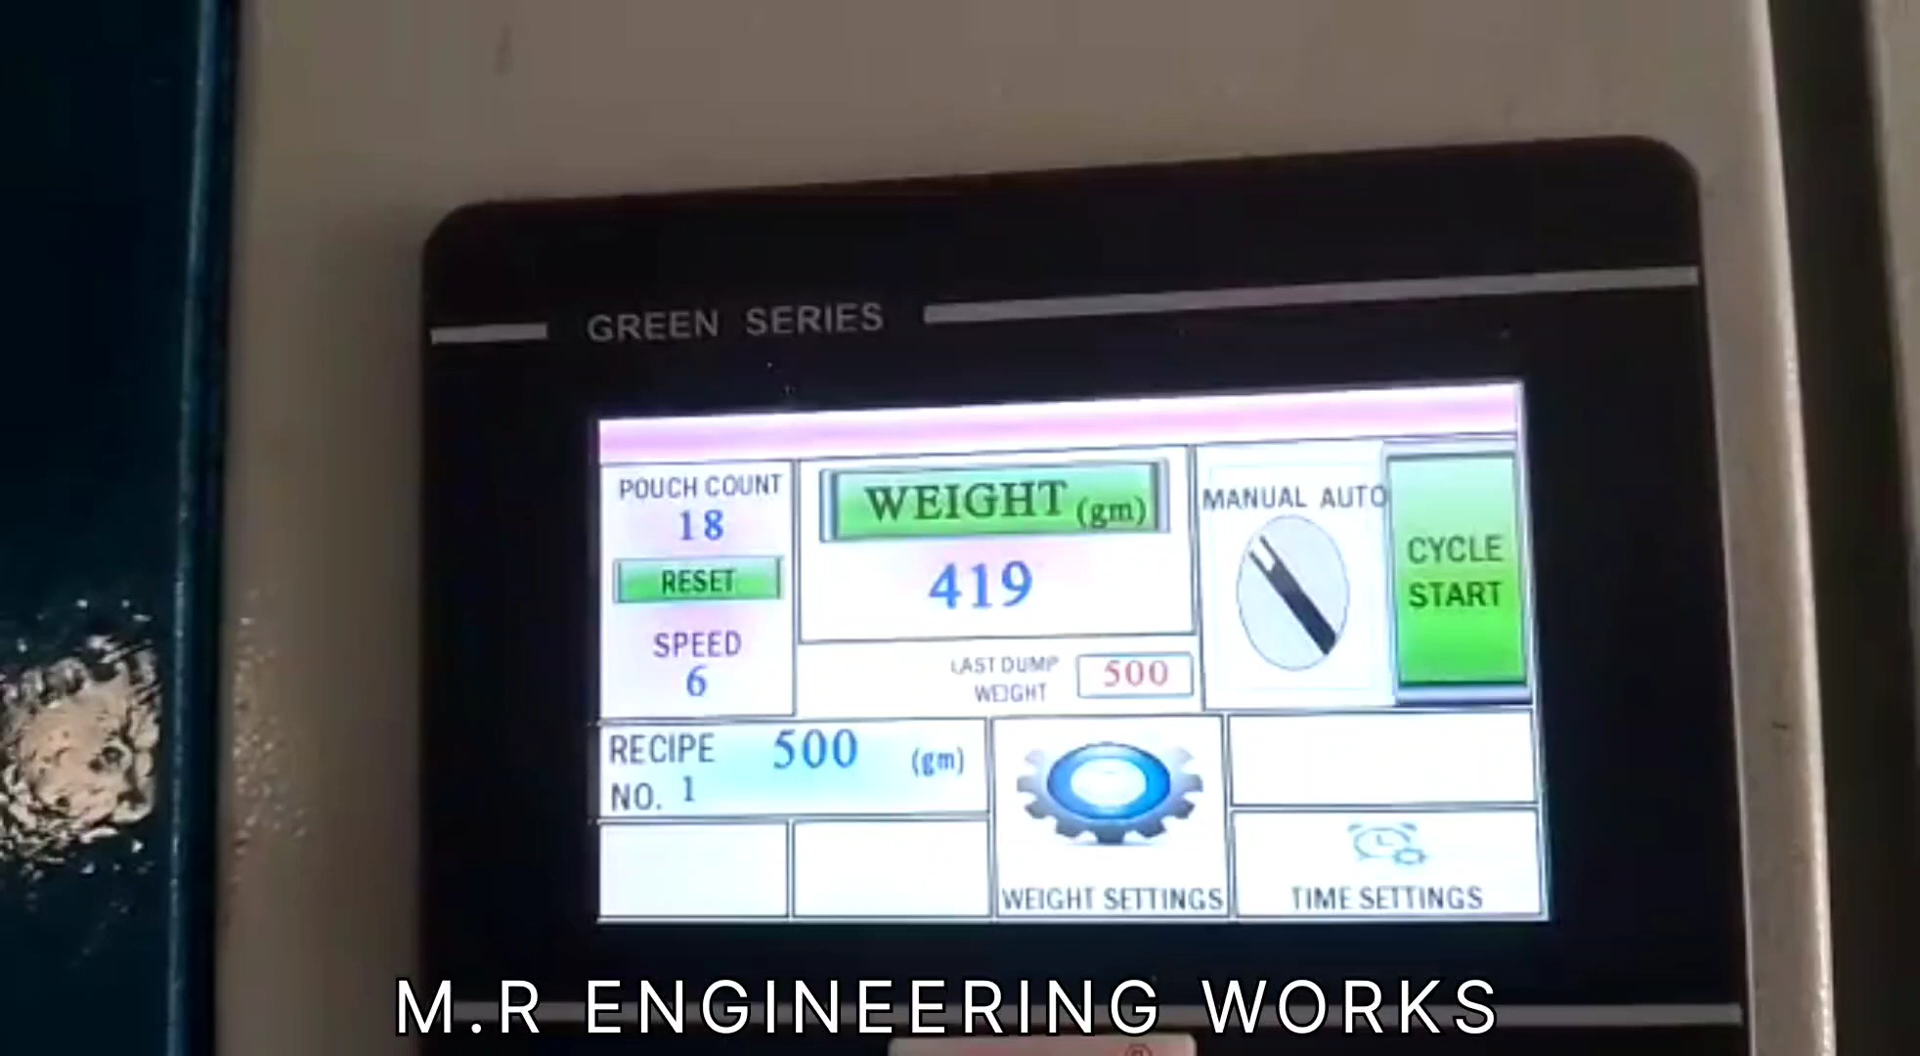 GREEN SERIES
POUCH COUNT
18
RESET
SPEED
6
WEIGHT (gm)
419
LAST DUMP
WEIGHT
500
MANUAL AUTO
CYCLE
START
RECIPE 500 (gm)
NO. 1
WEIGHT SETTINGS
TIME SETTINGS
M.R ENGINEERING WORKS
®